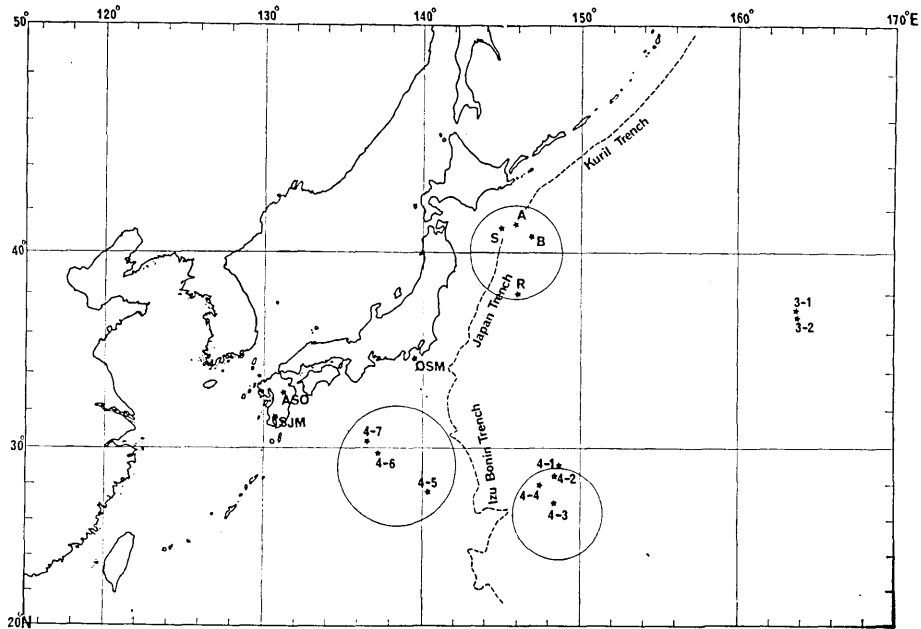 50° 120° 130° 140° 150° 160° 170°E
Kuril Trench
A
S
B
40°
R
3-1
3-2
Japan Trench
OSM
ASO
SJM
4-7
30°
4-6
4-5
Izu Bonin Trench
4-1
4-2
4-4
4-3
20°N